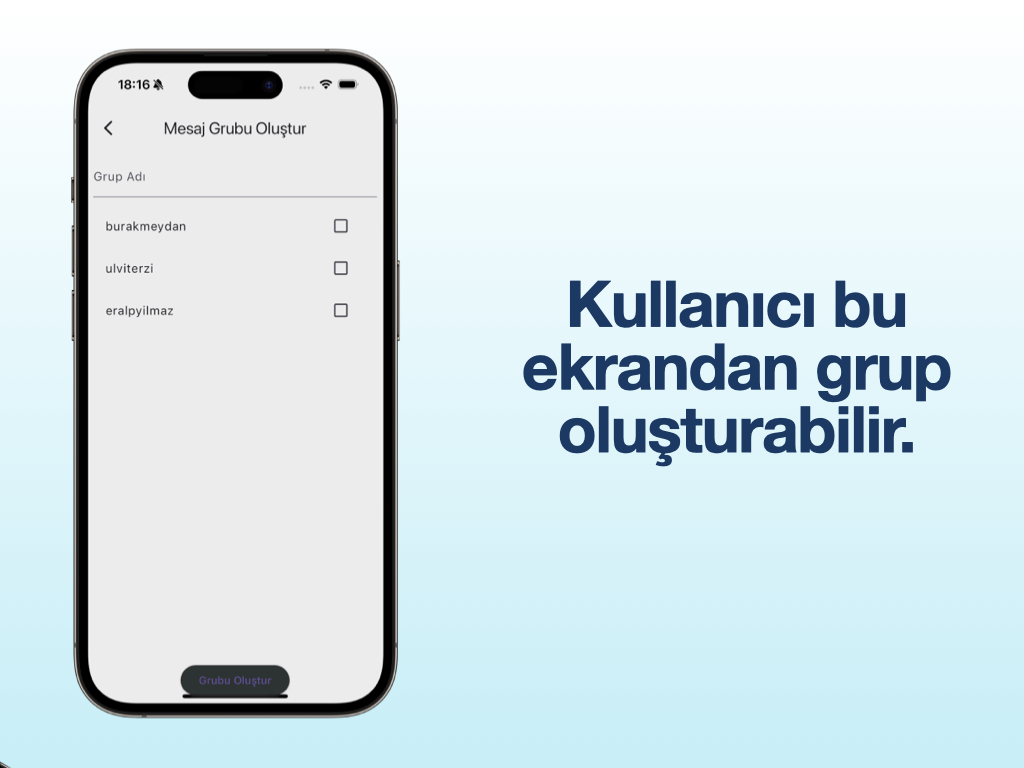 18:16
Mesaj Grubu Oluştur
Grup Adı
burakmeydan
ulviterzi
eralpyilmaz
Grubu Oluştur
Kullanıcı bu
ekrandan grup
oluşturabilir.